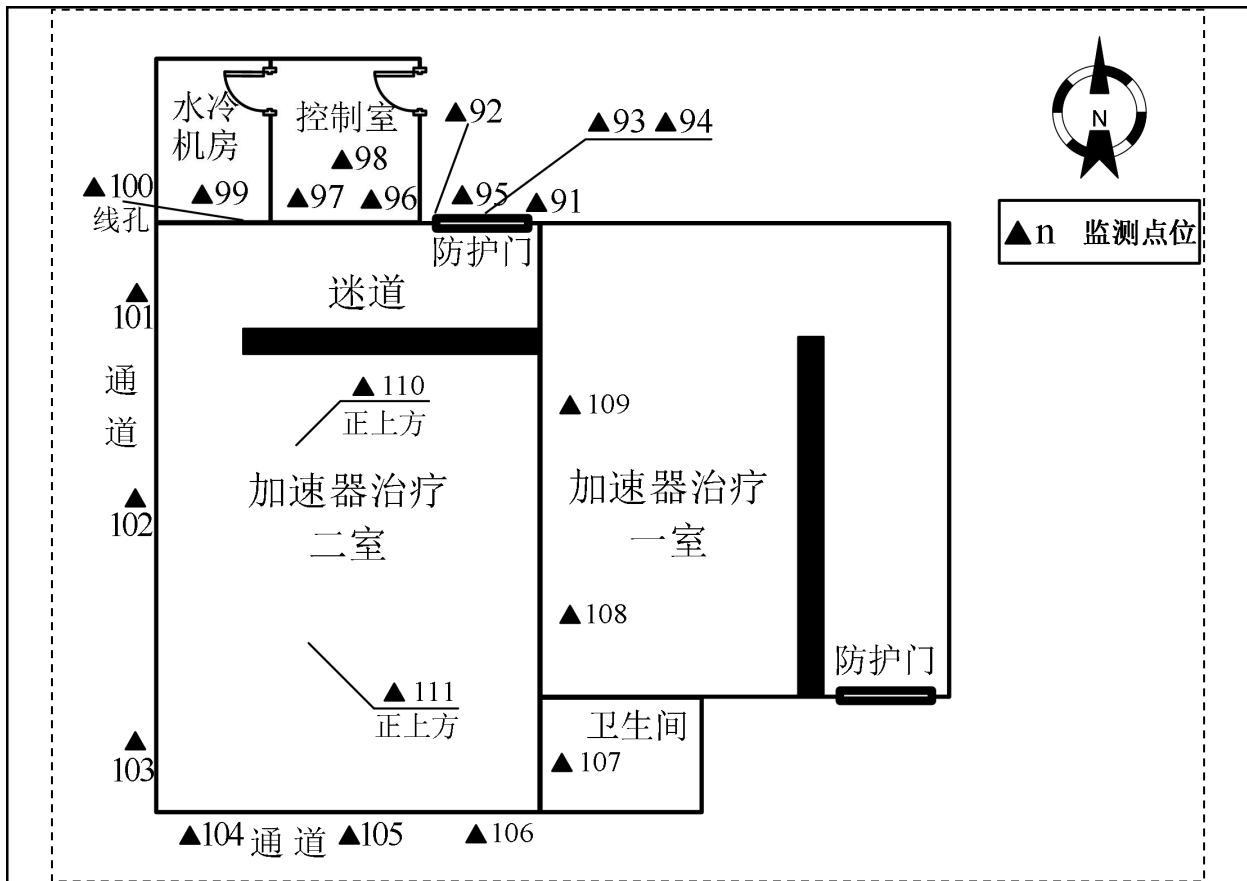 水冷
机房
控制室
▲92
▲93 ▲94
N
▲98
▲100
线孔
▲99
▲97
▲96
▲95
▲91
▲n 监测点位
防护门
迷道
▲
101
通
道
▲110
正上方
▲109
加速器治疗
二室
加速器治疗
一室
▲
102
▲108
防护门
▲111
正上方
卫生间
▲107
▲
103
▲104 通道 ▲105 ▲106